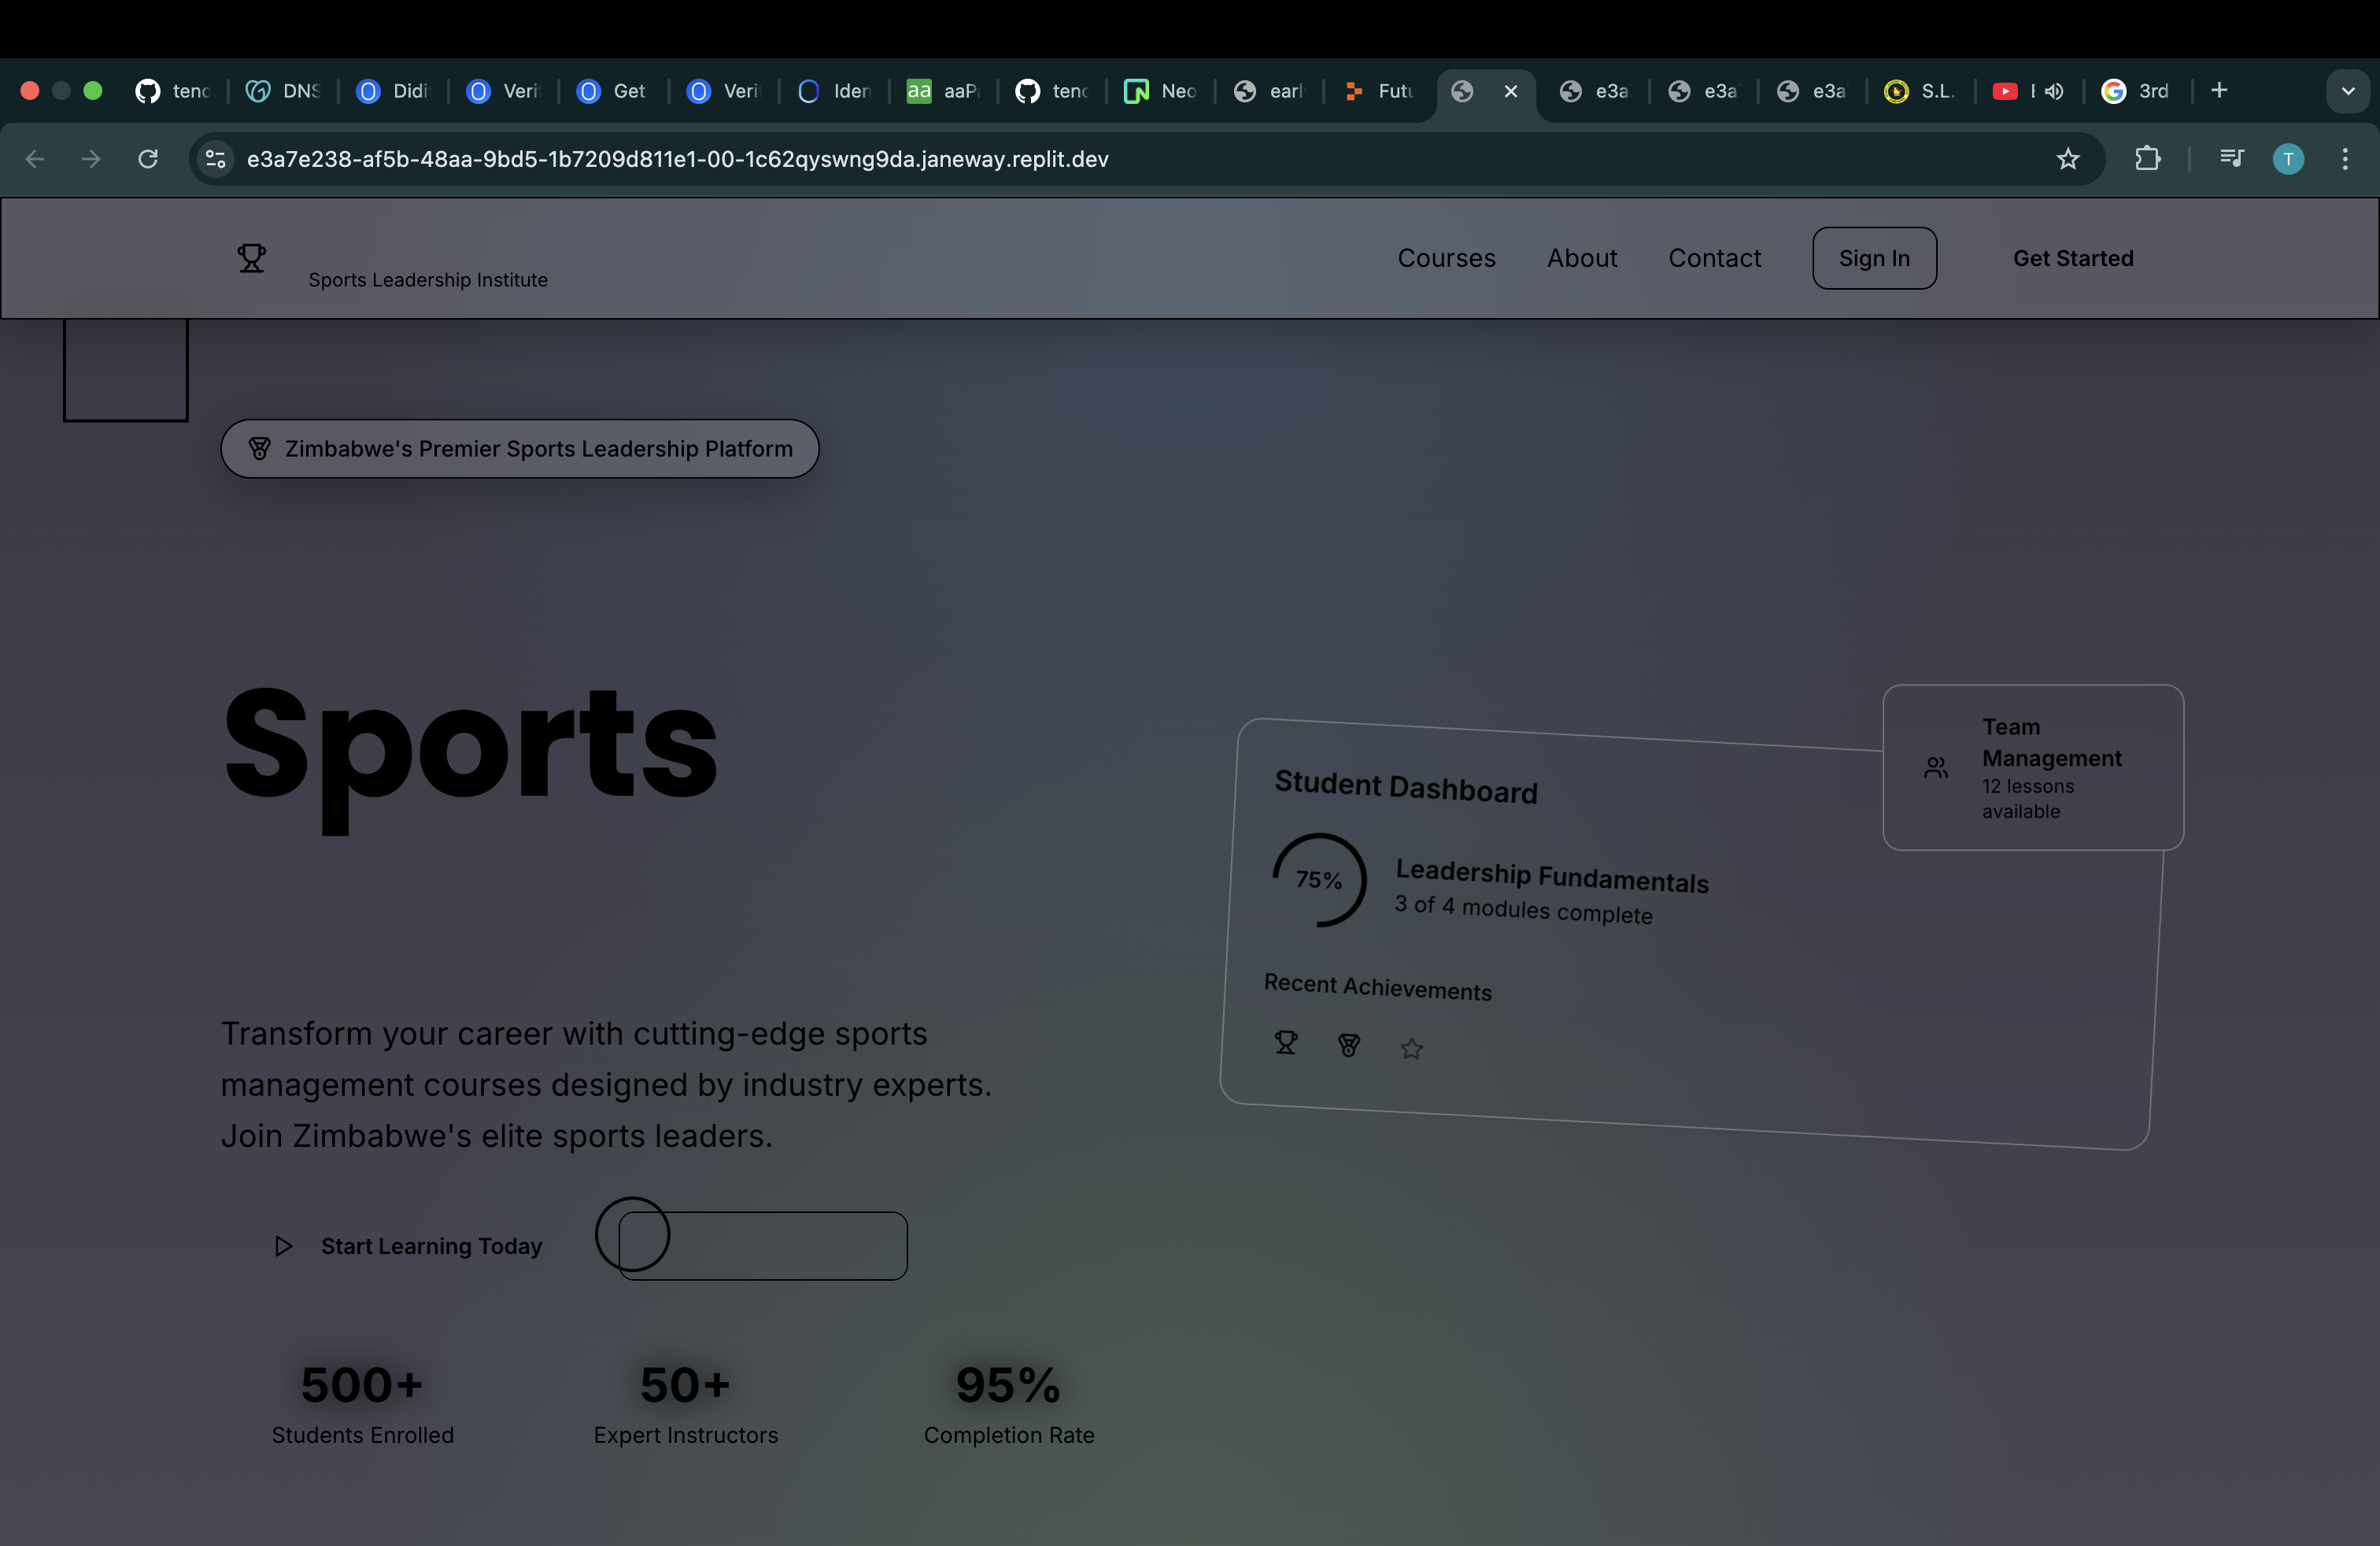 tend
DNS
Didi
Veri
Get
Veri
Iden
aa
aaP
tend
Neo
earl
Futu
e3a
e3a
e3a
S.L.
3rd
e3a7e238-af5b-48aa-9bd5-1b7209d811e1-00-1c62qyswng9da.janeway.replit.dev
T
Sports Leadership Institute
Courses
About
Contact
Sign In
Get Started
Zimbabwe's Premier Sports Leadership Platform
Sports
Transform your career with cutting-edge sports
management courses designed by industry experts.
Join Zimbabwe's elite sports leaders.
Start Learning Today
500+
Students Enrolled
50+
Expert Instructors
95%
Completion Rate
Student Dashboard
75%
Leadership Fundamentals
3 of 4 modules complete
Recent Achievements
Team
Management
12 lessons
available